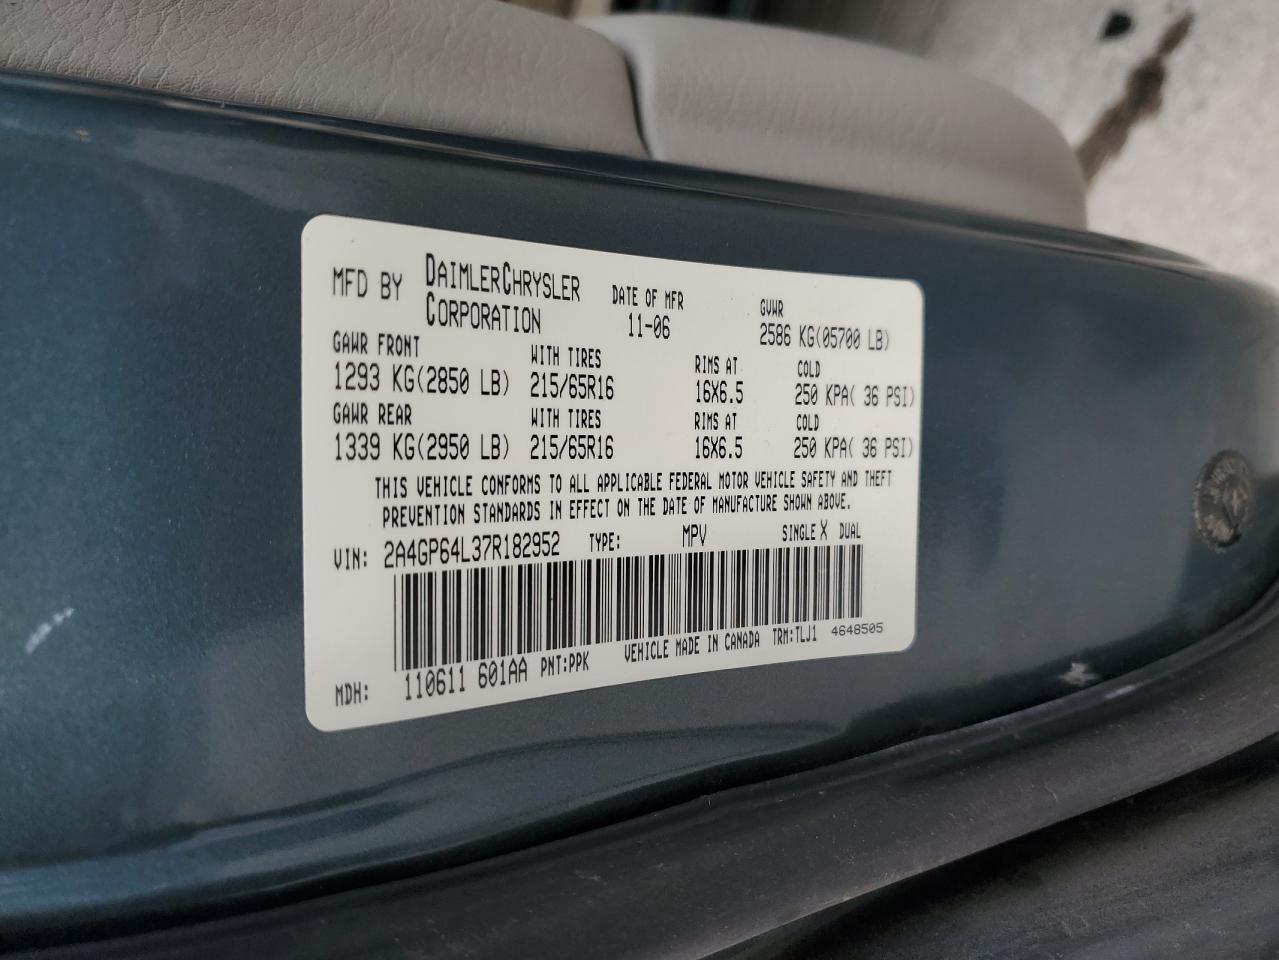 MFD BY DAIMLERCHRYSLER CORPORATION DATE OF MFR 11-06 GVWR 2586 KG(05700 LB)
GAWR FRONT WITH TIRES RIMS AT COLD
1293 KG(2850 LB) 215/65R16 16X6.5 250 KPA( 36 PSI)
GAWR REAR WITH TIRES RIMS AT COLD
1339 KG(2950 LB) 215/65R16 16X6.5 250 KPA( 36 PSI)
THIS VEHICLE CONFORMS TO ALL APPLICABLE FEDERAL MOTOR VEHICLE SAFETY AND THEFT
PREVENTION STANDARDS IN EFFECT ON THE DATE OF MANUFACTURE SHOWN ABOVE.
VIN: 2A4GP64L37R182952 TYPE: MPV SINGLE X DUAL
MDH: 110611 601AA PNT:PPK VEHICLE MADE IN CANADA TRM:TLJ1 4648505